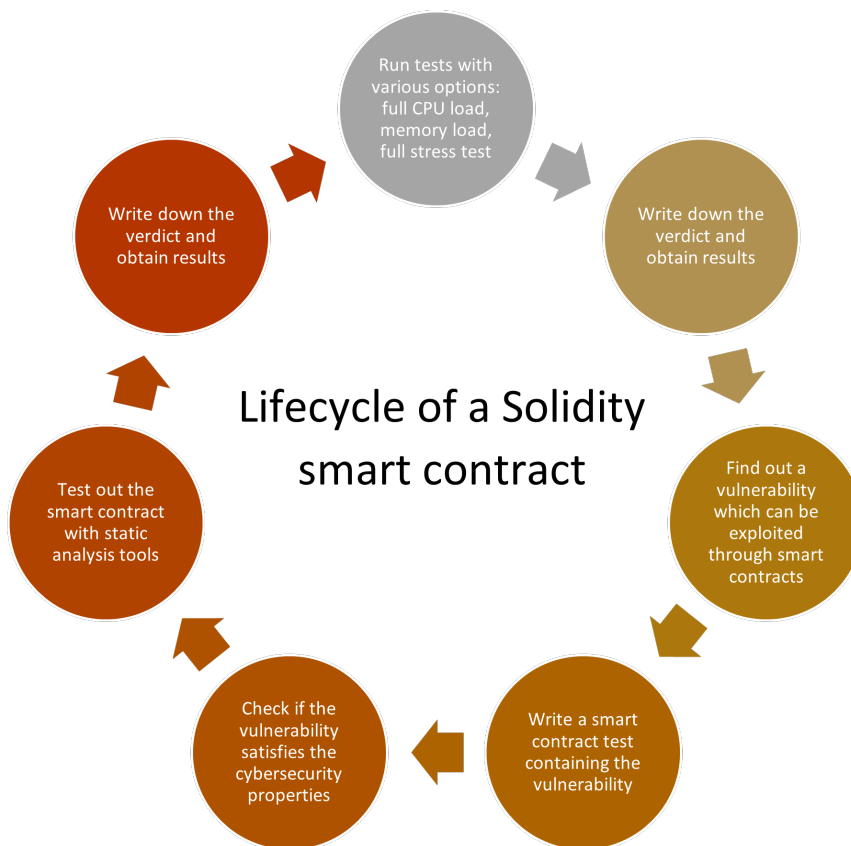 Run tests with
various options:
full CPU load,
memory load,
full stress test
Write down the
verdict and
obtain results
Find out a
vulnerability
which can be
exploited
through smart
contracts
Write a smart
contract test
containing the
vulnerability
Check if the
vulnerability
satisfies the
cybersecurity
properties
Test out the
smart contract
with static
analysis tools
Write down the
verdict and
obtain results
Lifecycle of a Solidity
smart contract